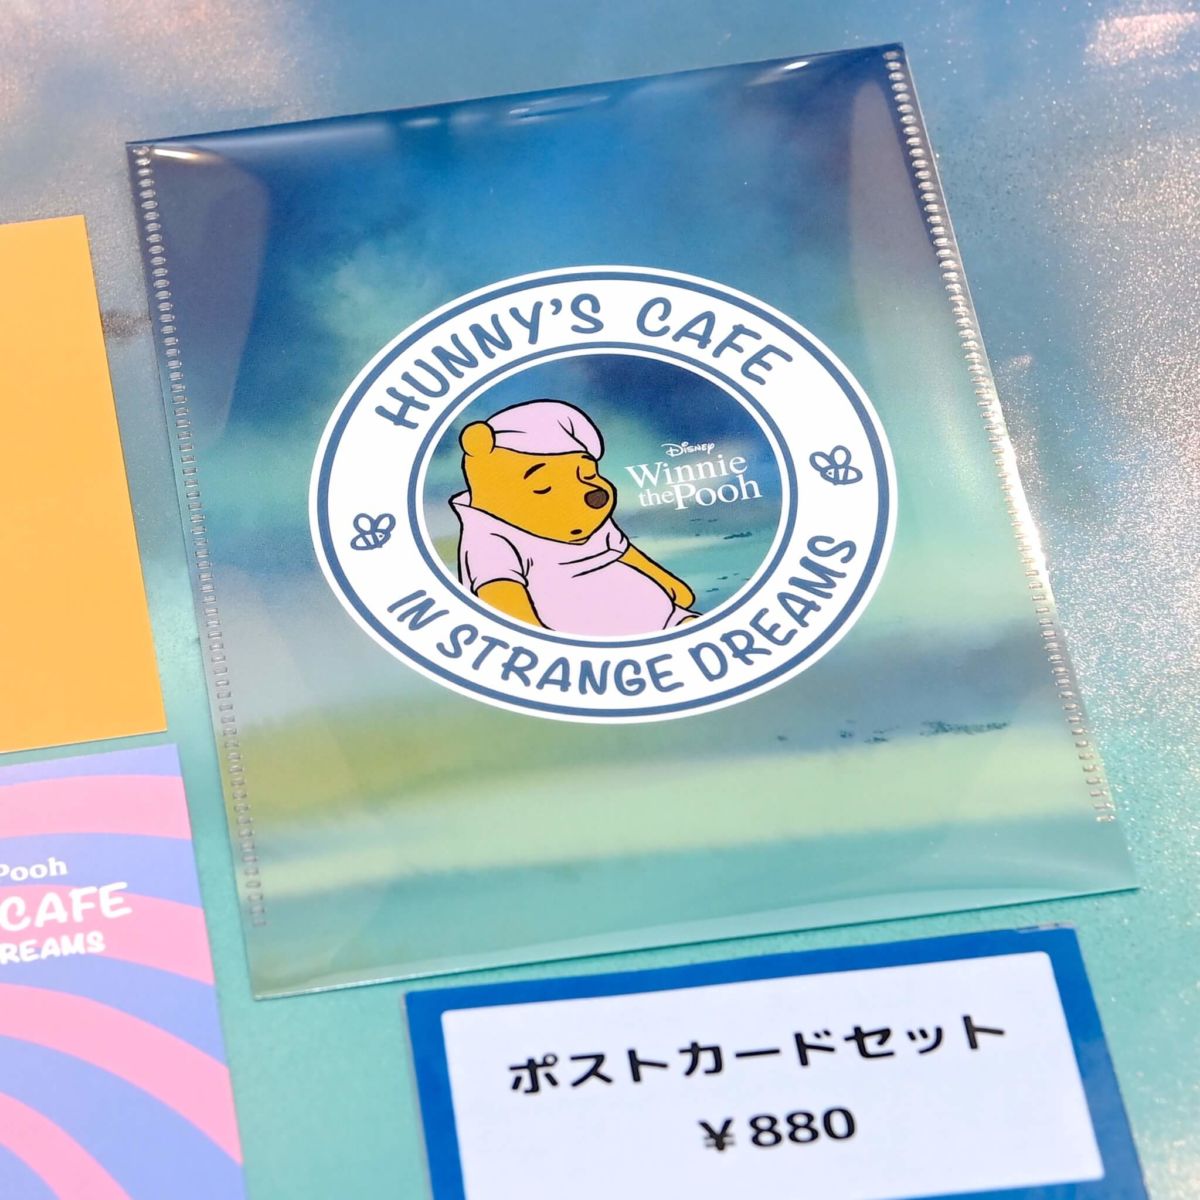 HUNNY'S CAFE
Disney
Winnie
the Pooh
IN STRANGE DREAMS
Pooh
CAFE
REAMS
ポストカードセット
¥880